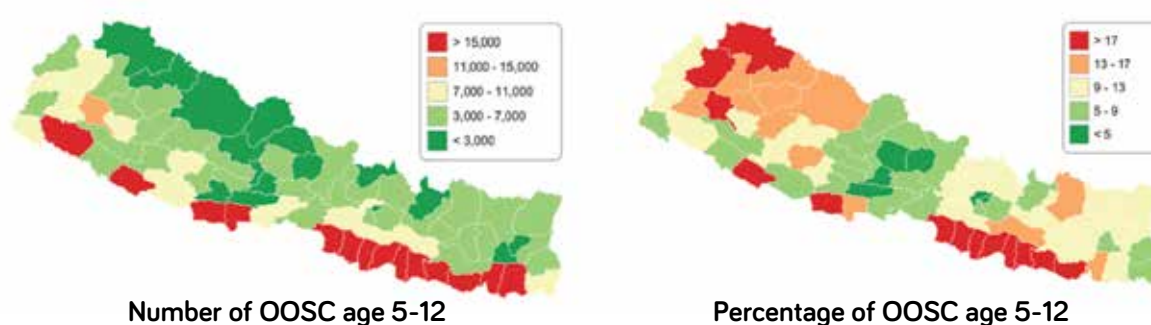 > 15,000
11,000 - 15,000
7,000 - 11,000
3,000 - 7,000
< 3,000
> 17
13 - 17
9 - 13
5 - 9
<5
Number of OOSC age 5-12
Percentage of OOSC age 5-12